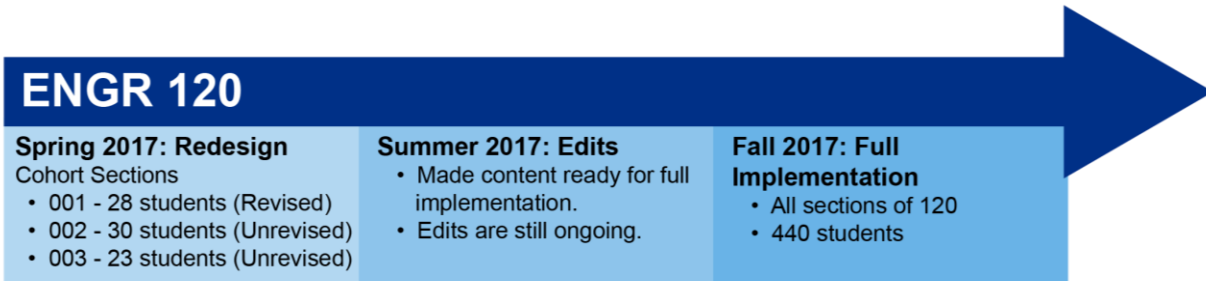 ENGR 120
Spring 2017: Redesign
Cohort Sections
• 001 - 28 students (Revised)
• 002 - 30 students (Unrevised)
• 003 - 23 students (Unrevised)
Summer 2017: Edits
• Made content ready for full
implementation.
• Edits are still ongoing.
Fall 2017: Full
Implementation
• All sections of 120
• 440 students